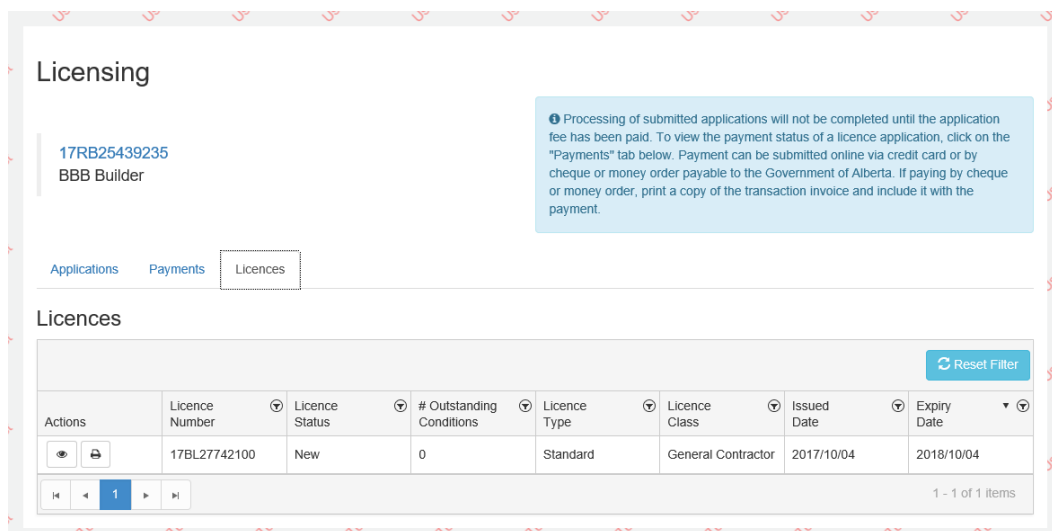 Licensing
17RB25439235
BBB Builder
Processing of submitted applications will not be completed until the application
fee has been paid. To view the payment status of a licence application, click on the
"Payments" tab below. Payment can be submitted online via credit card or by
cheque or money order payable to the Government of Alberta. If paying by cheque
or money order, print a copy of the transaction invoice and include it with the
payment.
Applications Payments Licences
Licences
Reset Filter
Actions Licence Number Licence Status # Outstanding Conditions Licence Type Licence Class Issued Date Expiry Date
17BL27742100 New 0 Standard General Contractor 2017/10/04 2018/10/04
1 1 - 1 of 1 items